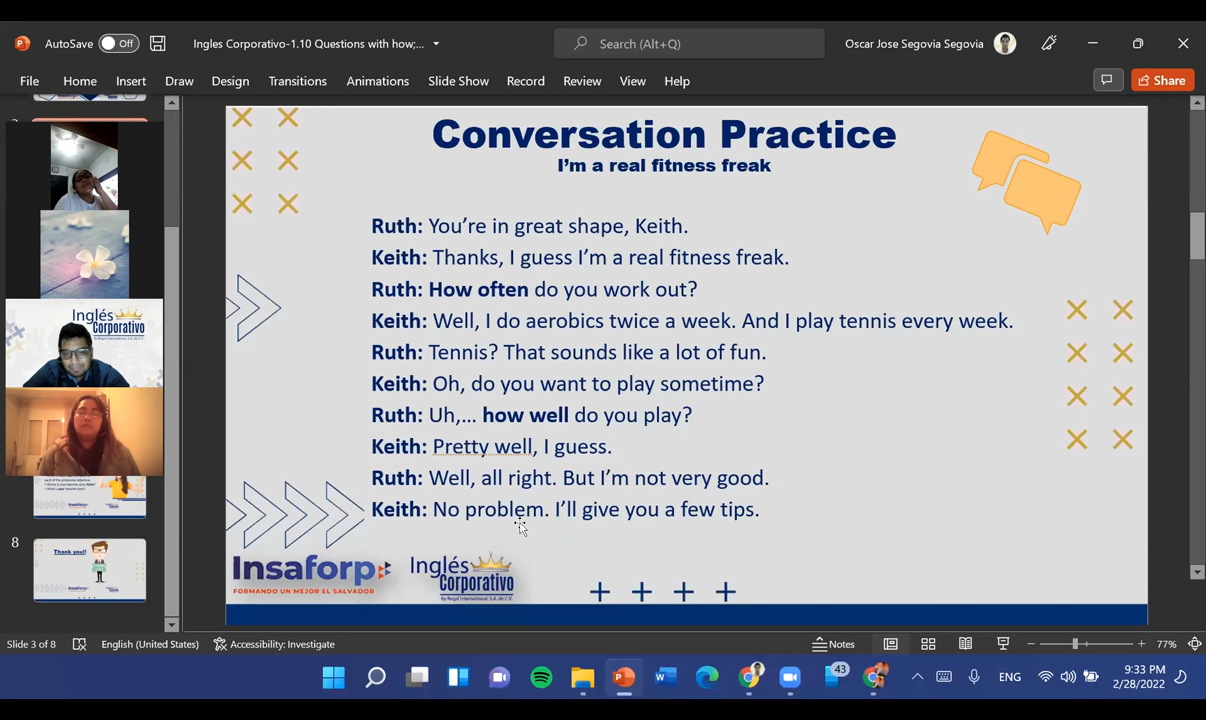 AutoSave Off
Ingles Corporativo-1.10 Questions with how;...
Search (Alt+Q)
Oscar Jose Segovia Segovia
File Home Insert Draw Design Transitions Animations Slide Show Record Review View Help
Share
Conversation Practice
I'm a real fitness freak
Ruth: You're in great shape, Keith.
Keith: Thanks, I guess I'm a real fitness freak.
Ruth: How often do you work out?
Keith: Well, I do aerobics twice a week. And I play tennis every week.
Ruth: Tennis? That sounds like a lot of fun.
Keith: Oh, do you want to play sometime?
Ruth: Uh,... how well do you play?
Keith: Pretty well, I guess.
Ruth: Well, all right. But I'm not very good.
Keith: No problem. I'll give you a few tips.
Insaforp
FORMANDO UN MEJOR EL SALVADOR
Inglés
Corporativo
By Regal International, S.A. de C.V.
Inglés
Corporativo
8
Thank you!!
Slide 3 of 8
English (United States)
Accessibility: Investigate
Notes
77%
43
ENG
9:33 PM
2/28/2022